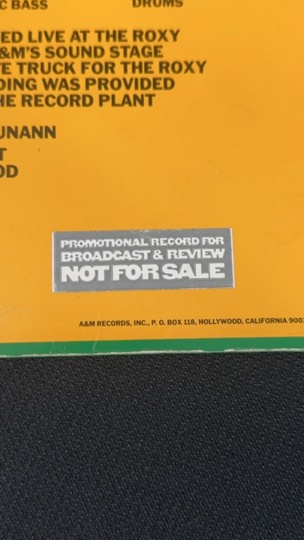 C BASS DRUMS
ED LIVE AT THE ROXY
&M'S SOUND STAGE
E TRUCK FOR THE ROXY
DING WAS PROVIDED
HE RECORD PLANT
UNANN
T
OD
PROMOTIONAL RECORD FOR
BROADCAST & REVIEW
NOT FOR SALE
A&M RECORDS, INC., P. O. BOX 118, HOLLYWOOD, CALIFORNIA 900